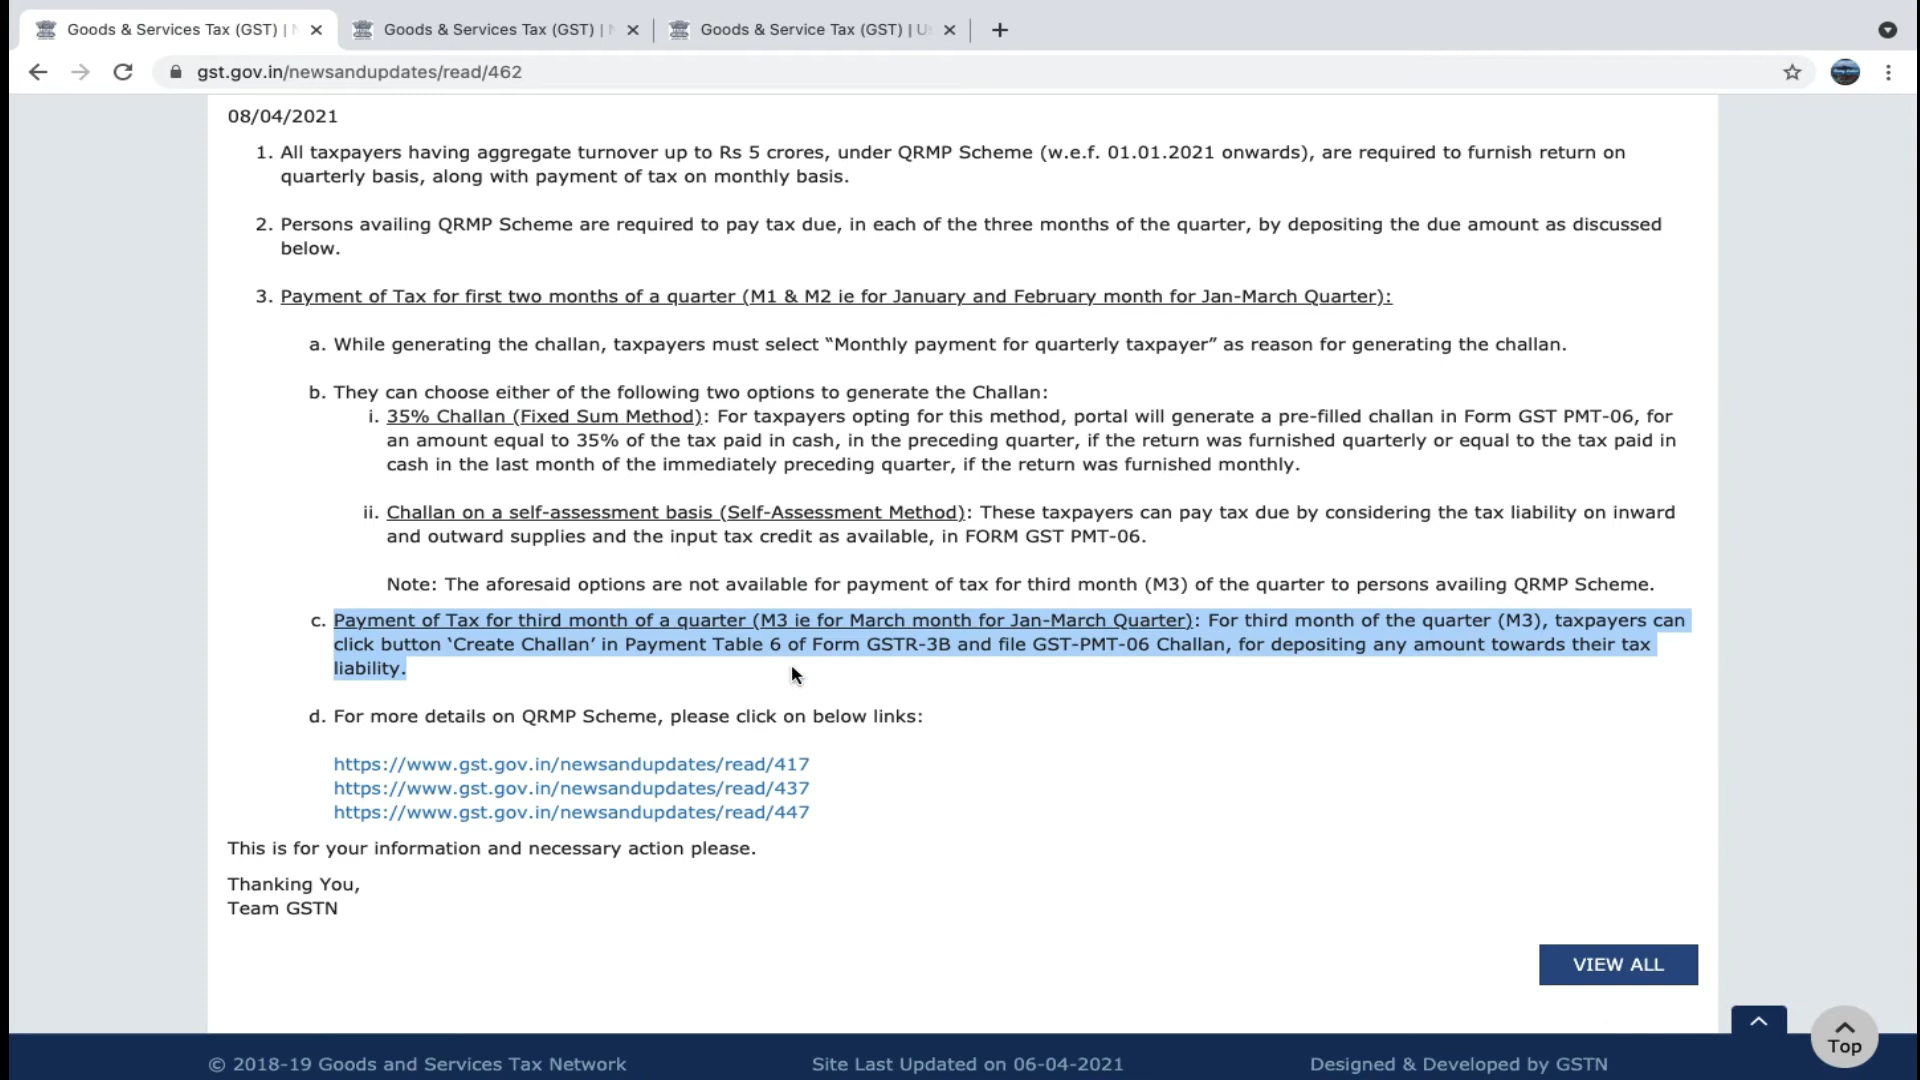 Goods & Services Tax (GST) |
Goods & Services Tax (GST) |
Goods & Service Tax (GST) |
gst.gov.in/newsandupdates/read/462
08/04/2021
1. All taxpayers having aggregate turnover up to Rs 5 crores, under QRMP Scheme (w.e.f. 01.01.2021 onwards), are required to furnish return on
quarterly basis, along with payment of tax on monthly basis.
2. Persons availing QRMP Scheme are required to pay tax due, in each of the three months of the quarter, by depositing the due amount as discussed
below.
3. Payment of Tax for first two months of a quarter (M1 & M2 ie for January and February month for Jan-March Quarter):
a. While generating the challan, taxpayers must select “Monthly payment for quarterly taxpayer” as reason for generating the challan.
b. They can choose either of the following two options to generate the Challan:
i. 35% Challan (Fixed Sum Method): For taxpayers opting for this method, portal will generate a pre-filled challan in Form GST PMT-06, for
an amount equal to 35% of the tax paid in cash, in the preceding quarter, if the return was furnished quarterly or equal to the tax paid in
cash in the last month of the immediately preceding quarter, if the return was furnished monthly.
ii. Challan on a self-assessment basis (Self-Assessment Method): These taxpayers can pay tax due by considering the tax liability on inward
and outward supplies and the input tax credit as available, in FORM GST PMT-06.
Note: The aforesaid options are not available for payment of tax for third month (M3) of the quarter to persons availing QRMP Scheme.
c. Payment of Tax for third month of a quarter (M3 ie for March month for Jan-March Quarter): For third month of the quarter (M3), taxpayers can
click button ‘Create Challan’ in Payment Table 6 of Form GSTR-3B and file GST-PMT-06 Challan, for depositing any amount towards their tax
liability.
d. For more details on QRMP Scheme, please click on below links:
https://www.gst.gov.in/newsandupdates/read/417
https://www.gst.gov.in/newsandupdates/read/437
https://www.gst.gov.in/newsandupdates/read/447
This is for your information and necessary action please.
Thanking You,
Team GSTN
VIEW ALL
Top
© 2018-19 Goods and Services Tax Network
Site Last Updated on 06-04-2021
Designed & Developed by GSTN